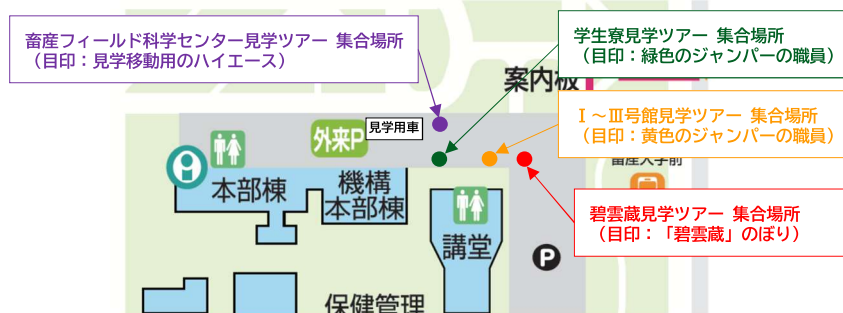 畜産フィールド科学センター見学ツアー 集合場所
（目印：見学移動用のハイエース）
学生寮見学ツアー 集合場所
（目印：緑色のジャンパーの職員）
案内板
Ⅰ～Ⅲ号館見学ツアー 集合場所
（目印：黄色のジャンパーの職員）
見学用車
外来P
畜産大学前
本部棟
機構
本部棟
碧雲蔵見学ツアー 集合場所
（目印：「碧雲蔵」のぼり）
講堂
P
保健管理